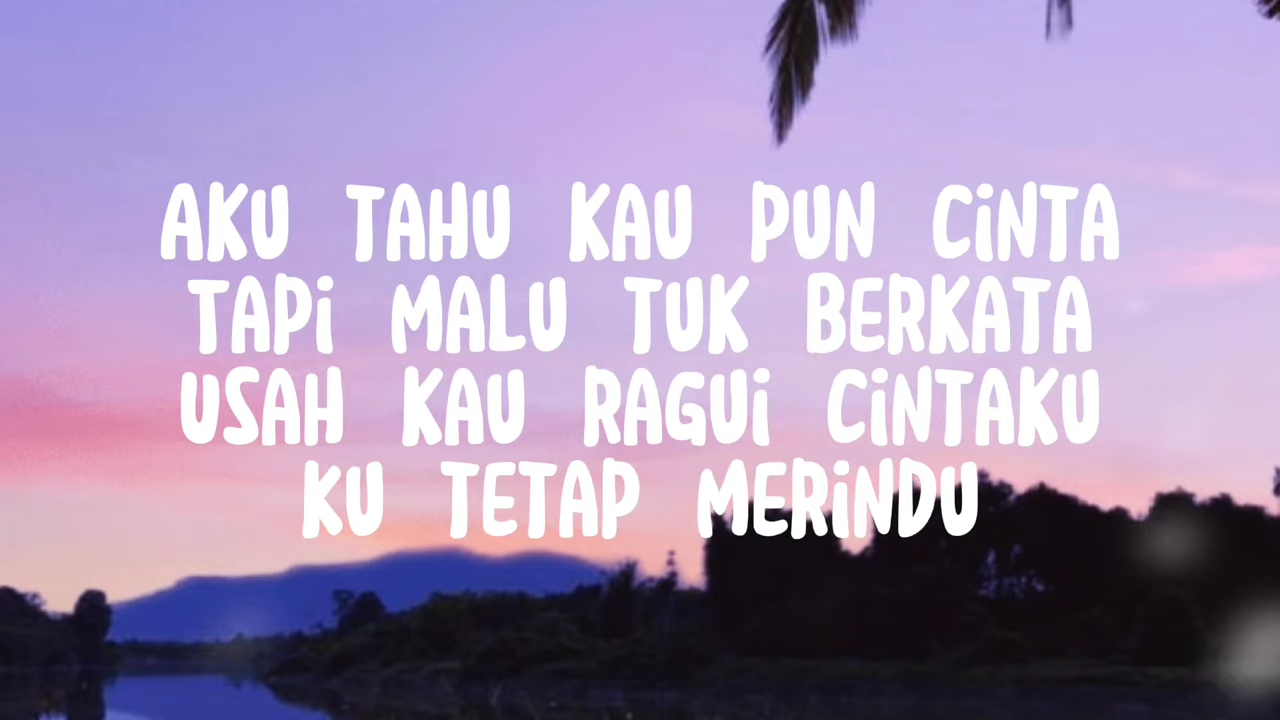 AKU TAHU KAU PUN CiNTA
TAPi MALU TUK BERKATA
USAH KAU RAGUi CiNTAKU
KU TETAP MERiNDU